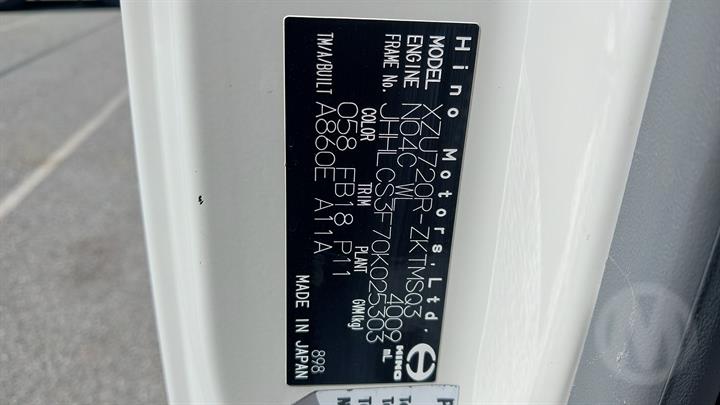 Hino Motors, Ltd.
HINO
MODEL XZU720R-ZKTMSQ3
ENGINE N04C-WL 4009 mL
FRAME No. JHHLCS3F70K025303
COLOR TRIM PLANT GVM(kg)
058 FB18 P11
TM/A/BUILT A860E A11A
MADE IN JAPAN
898